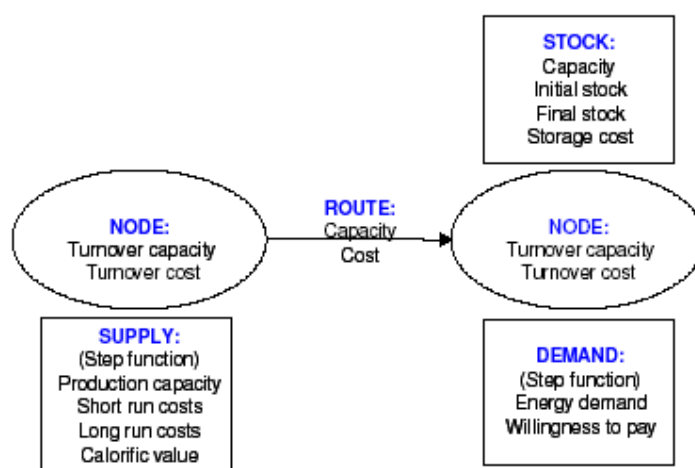 STOCK:
Capacity
Initial stock
Final stock
Storage cost
NODE:
Turnover capacity
Turnover cost
ROUTE:
Capacity
Cost
NODE:
Turnover capacity
Turnover cost
SUPPLY:
(Step function)
Production capacity
Short run costs
Long run costs
Calorific value
DEMAND:
(Step function)
Energy demand
Willingness to pay